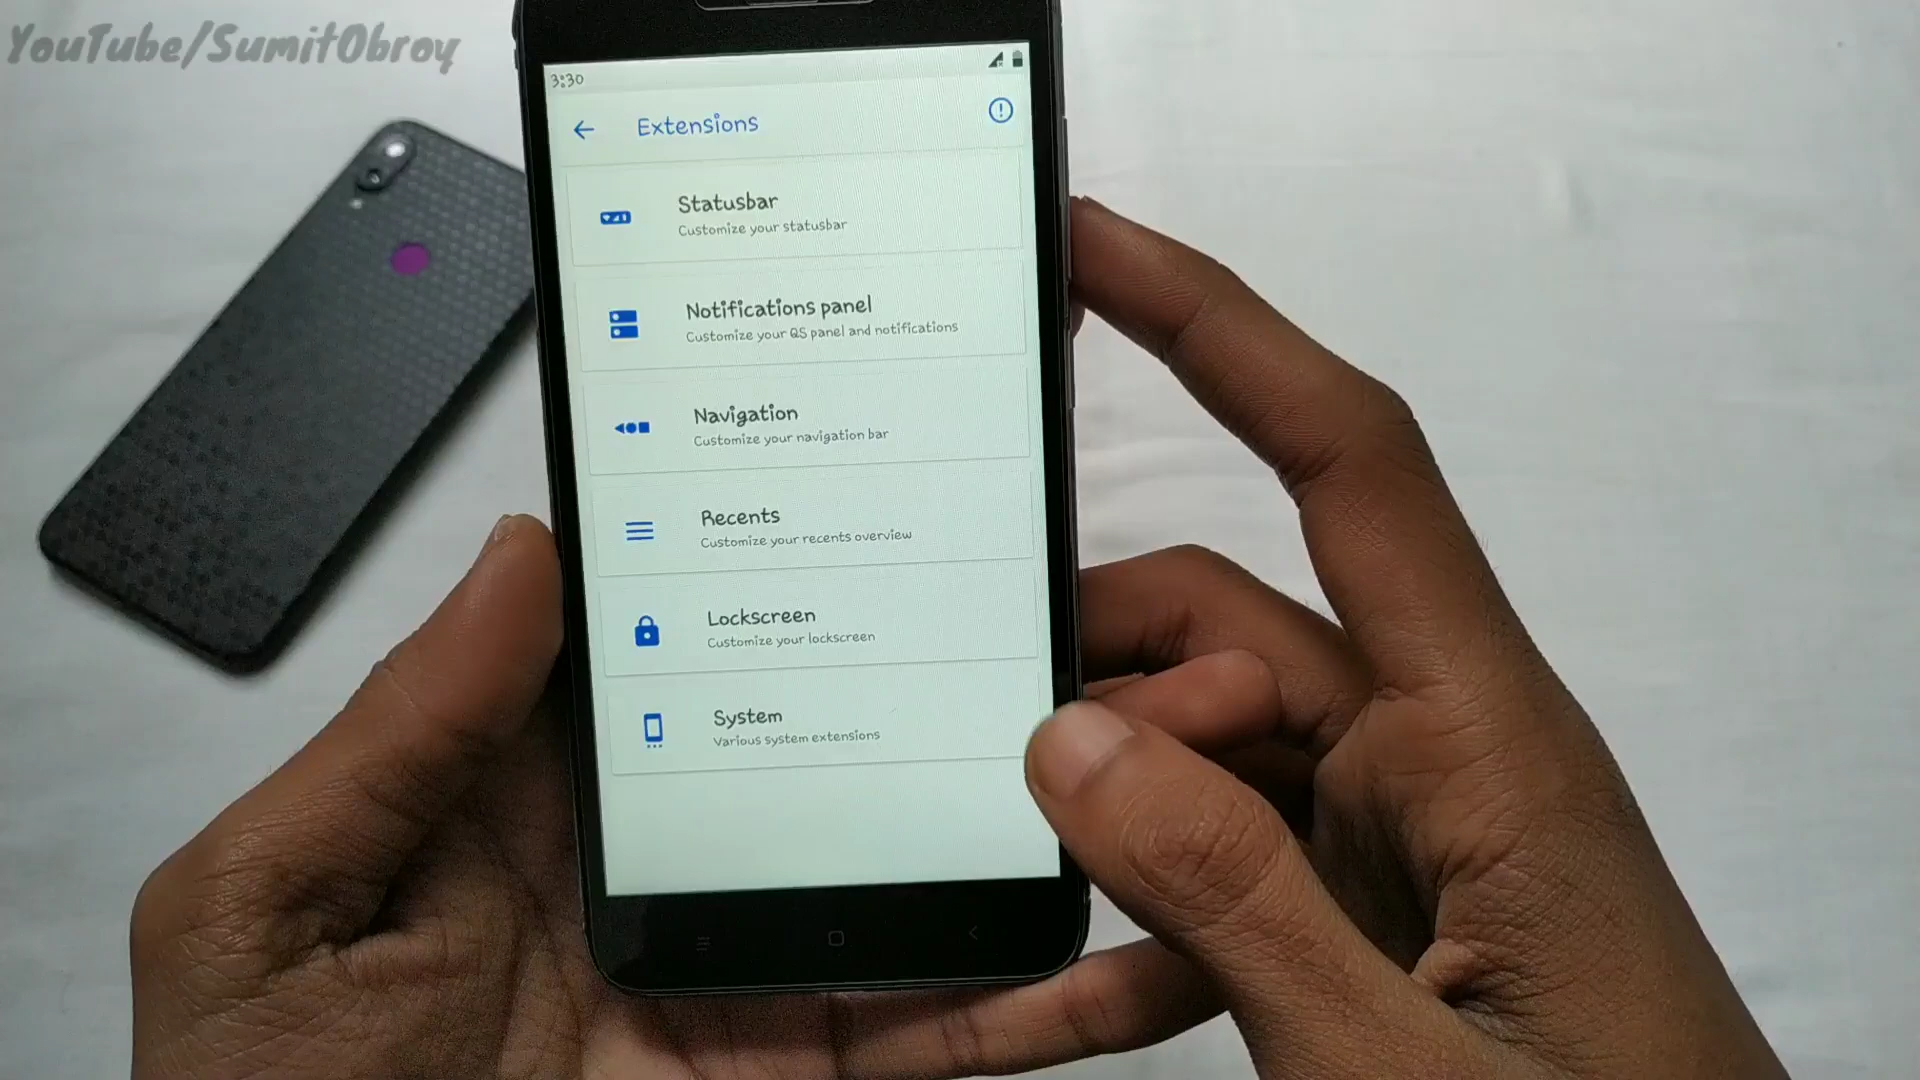 YouTube/SumitObroy
3:30
Extensions
Statusbar
Customize your statusbar
Notifications panel
Customize your QS panel and notifications
Navigation
Customize your navigation bar
Recents
Customize your recents overview
Lockscreen
Customize your lockscreen
System
Various system extensions